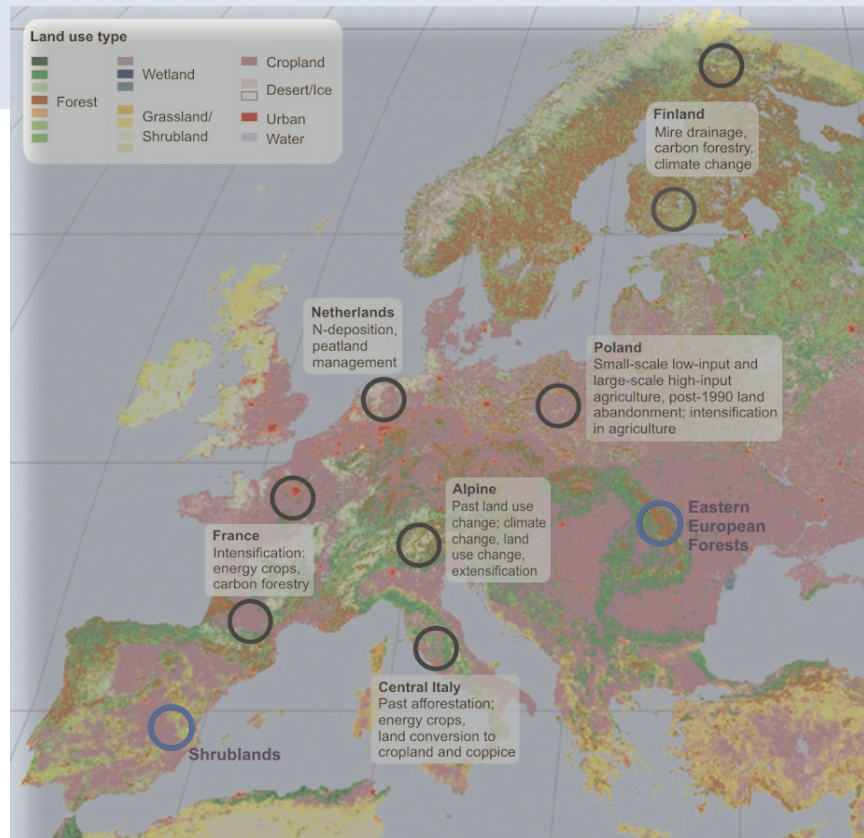 Land use type
Forest
Wetland
Grassland/
Shrubland
Cropland
Desert/Ice
Urban
Water
Finland
Mire drainage,
carbon forestry,
climate change
Netherlands
N-deposition,
peatland
management
Poland
Small-scale low-input and
large-scale high-input
agriculture, post-1990 land
abandonment; intensification
in agriculture
Alpine
Past land use
change; climate
change, land
use change,
extensification
Eastern
European
Forests
France
Intensification:
energy crops,
carbon forestry
Central Italy
Past afforestation;
energy crops,
land conversion to
cropland and coppice
Shrublands